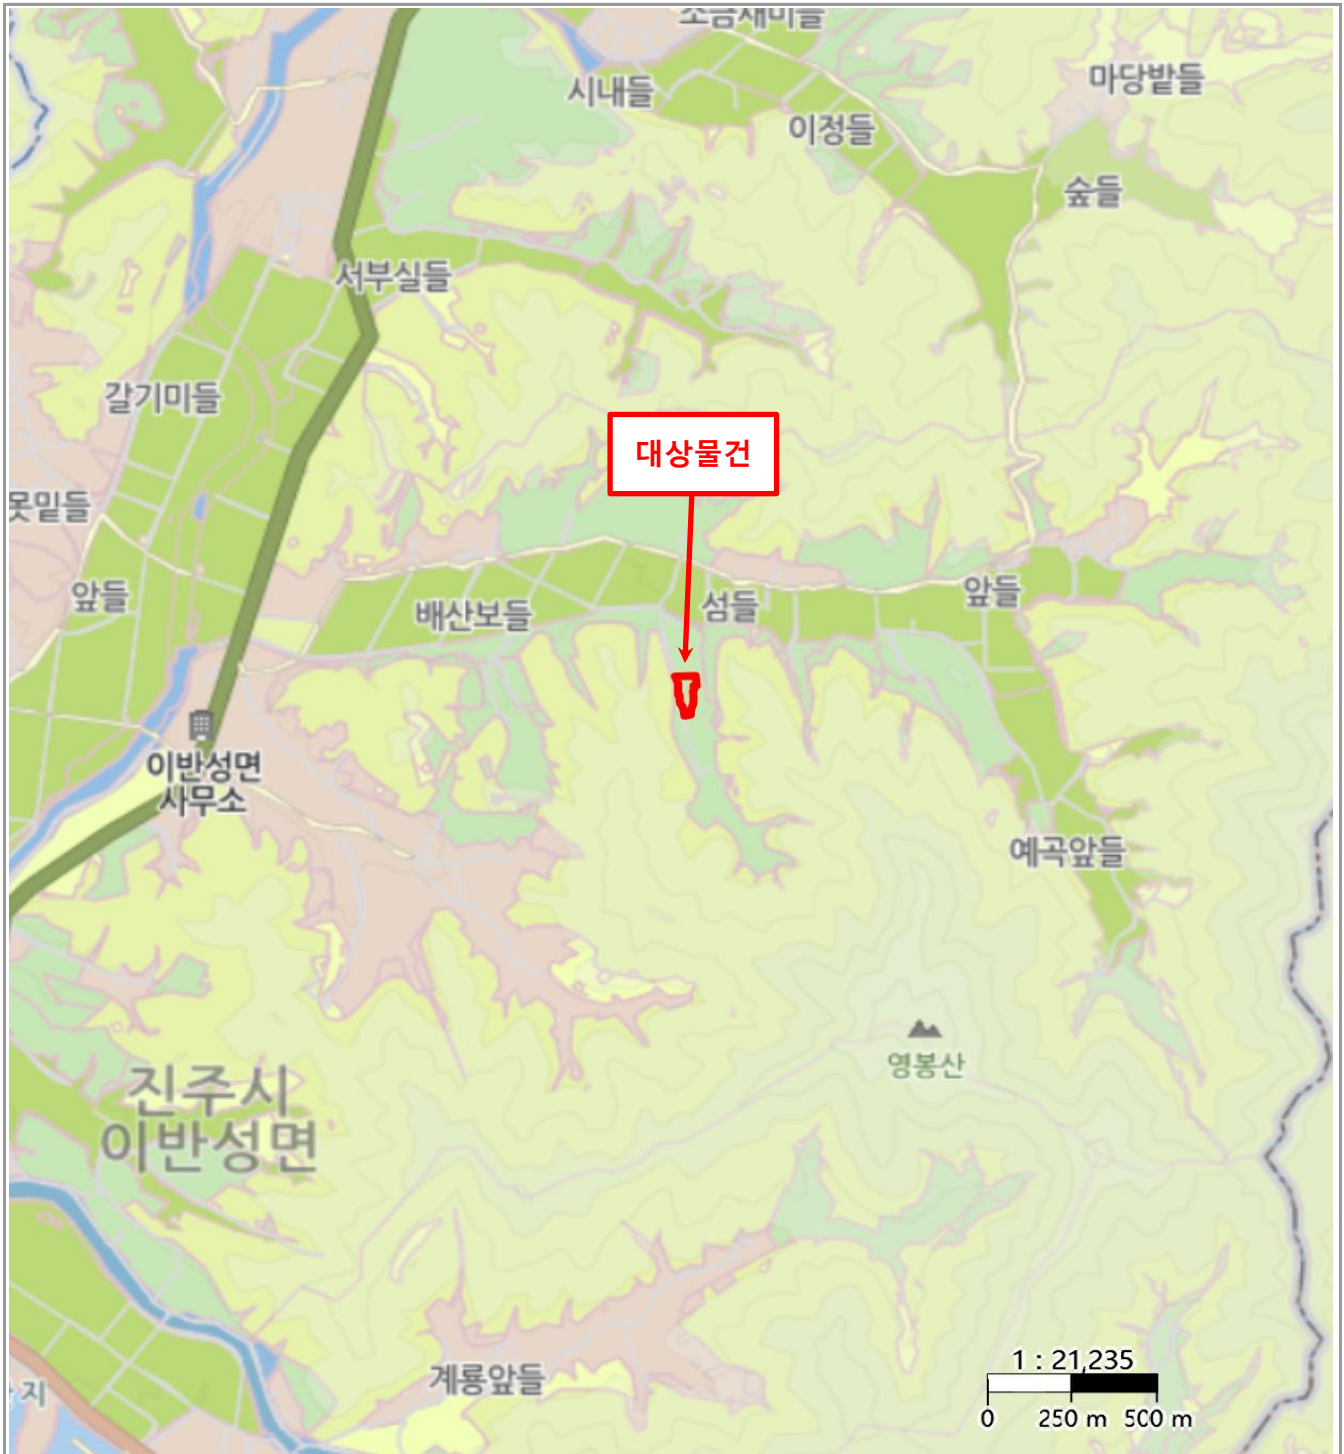 시내들
마당밭들
이정들
숲들
서부실들
갈기미들
대상물건
못밑들
앞들
배산보들
섬들
앞들
이반성면
사무소
예곡앞들
영봉산
진주시
이반성면
계룡앞들
1 : 21,235
0 250 m 500 m
지